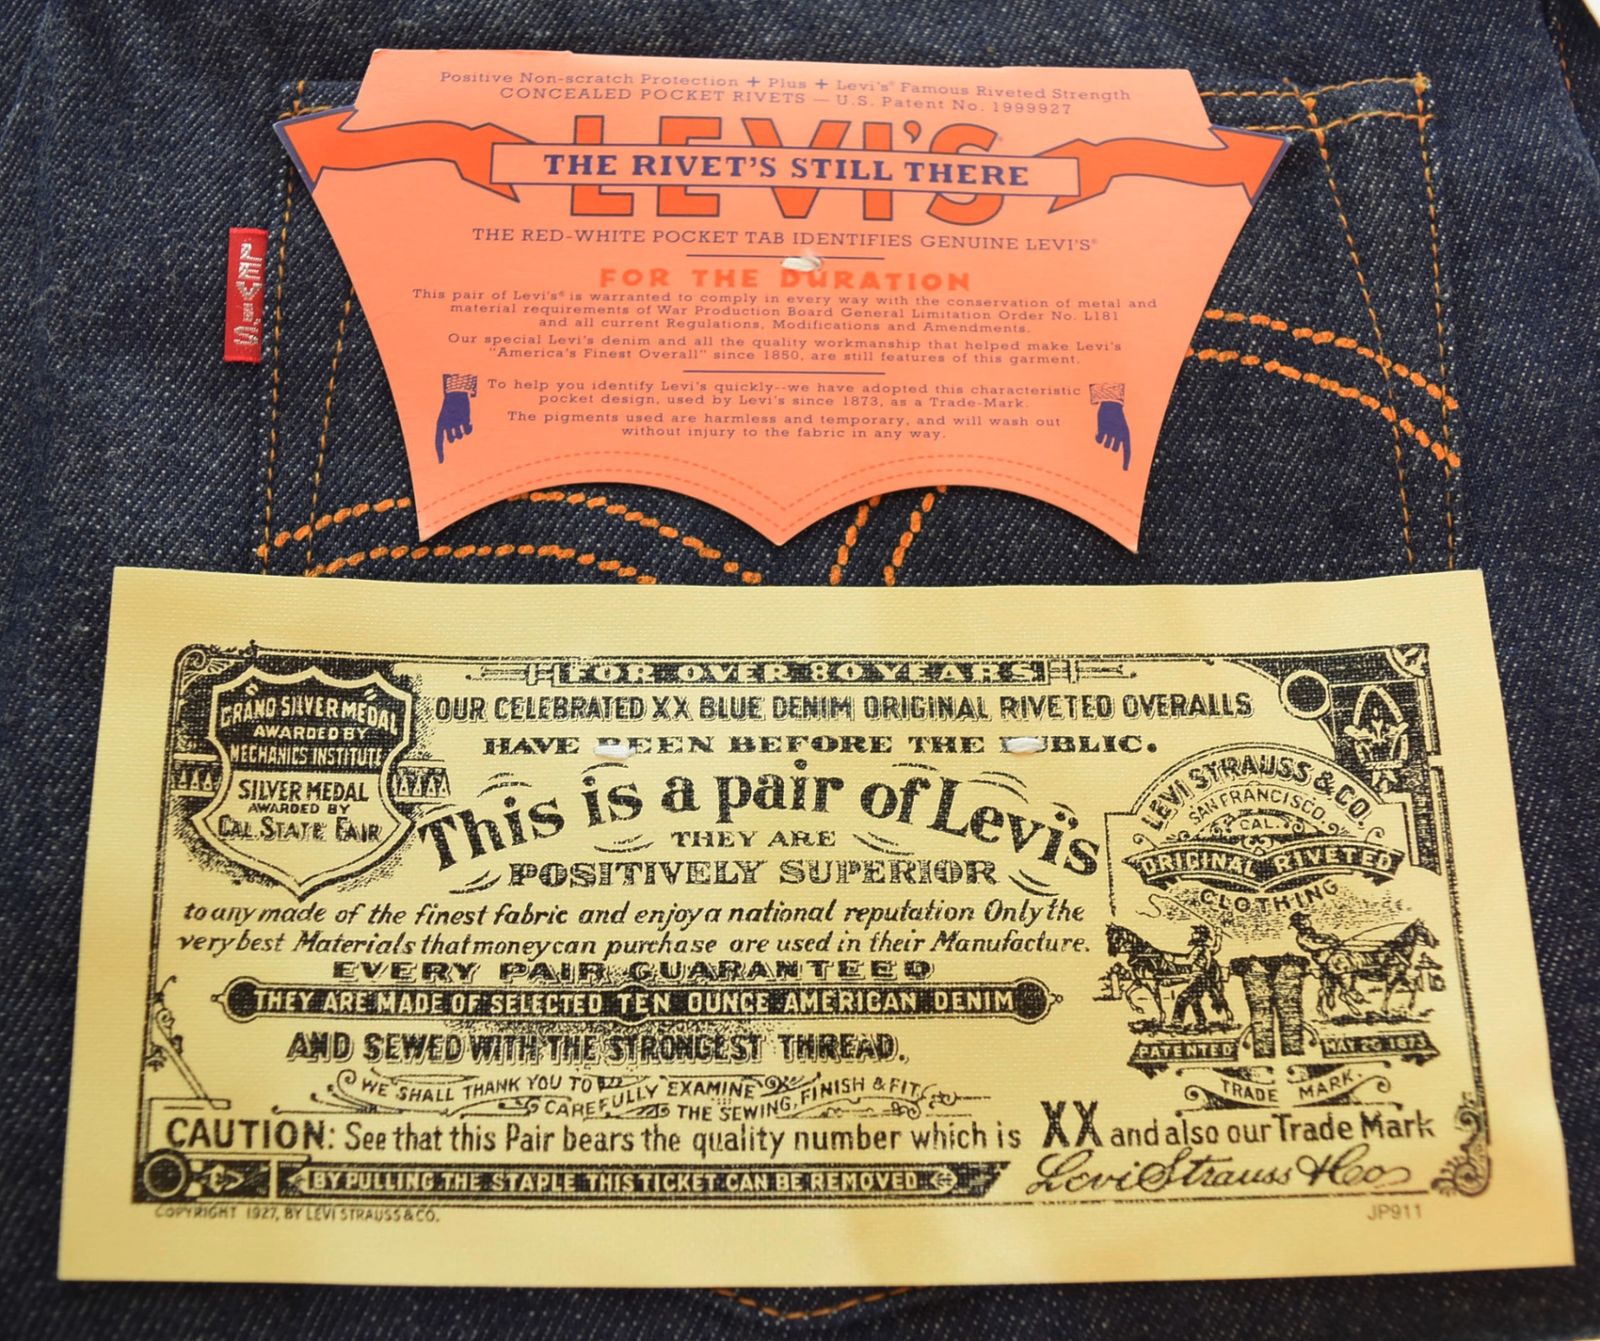 Positive Non-scratch Protection + Plus + Levi's® Famous Riveted Strength
CONCEALED POCKET RIVETS — U.S. Patent No. 1999927
LEVI'S®
THE RIVET'S STILL THERE
THE RED-WHITE POCKET TAB IDENTIFIES GENUINE LEVI'S®
FOR THE DURATION
This pair of Levi's® is warranted to comply in every way with the conservation of metal and
material requirements of War Production Board General Limitation Order No. L181
and all current Regulations, Modifications and Amendments.
Our special Levi's denim and all the quality workmanship that helped make Levi's
"America's Finest Overall" since 1850, are still features of this garment.
To help you identify Levi's quickly--we have adopted this characteristic
pocket design, used by Levi's since 1873, as a Trade-Mark.
The pigments used are harmless and temporary, and will wash out
without injury to the fabric in any way.
LEVI'S
FOR OVER 80 YEARS
OUR CELEBRATED XX BLUE DENIM ORIGINAL RIVETED OVERALLS
HAVE BEEN BEFORE THE PUBLIC.
GRAND SILVER MEDAL
AWARDED BY
MECHANICS INSTITUTE
SILVER MEDAL
AWARDED BY
CAL. STATE FAIR
This is a pair of Levi's
THEY ARE
POSITIVELY SUPERIOR
to any made of the finest fabric and enjoy a national reputation Only the
very best Materials that money can purchase are used in their Manufacture.
EVERY PAIR GUARANTEED
THEY ARE MADE OF SELECTED TEN OUNCE AMERICAN DENIM
AND SEWED WITH THE STRONGEST THREAD.
WE SHALL THANK YOU TO
CAREFULLY EXAMINE
THE SEWING, FINISH & FIT
LEVI STRAUSS & CO.
SAN FRANCISCO.
CAL.
ORIGINAL RIVETED
CLOTHING
PATENTED MAY 20 1873
TRADE MARK.
CAUTION: See that this Pair bears the quality number which is XX and also our Trade Mark
BY PULLING THE STAPLE THIS TICKET CAN BE REMOVED
Levi Strauss & Co
COPYRIGHT 1927, BY LEVI STRAUSS & CO.
JP911